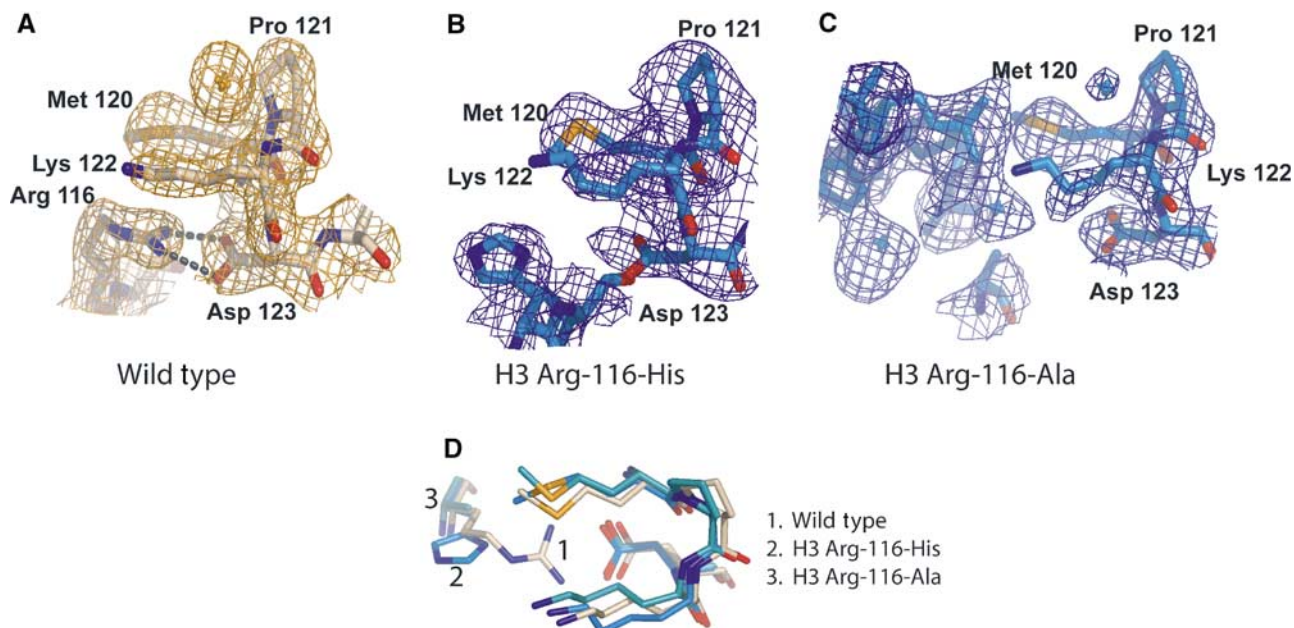 A
Pro 121
Met 120
Lys 122
Arg 116
Asp 123
Wild type
B
Pro 121
Met 120
Lys 122
Asp 123
H3 Arg-116-His
C
Pro 121
Met 120
Lys 122
Asp 123
H3 Arg-116-Ala
D
3
2
1
1. Wild type
2. H3 Arg-116-His
3. H3 Arg-116-Ala